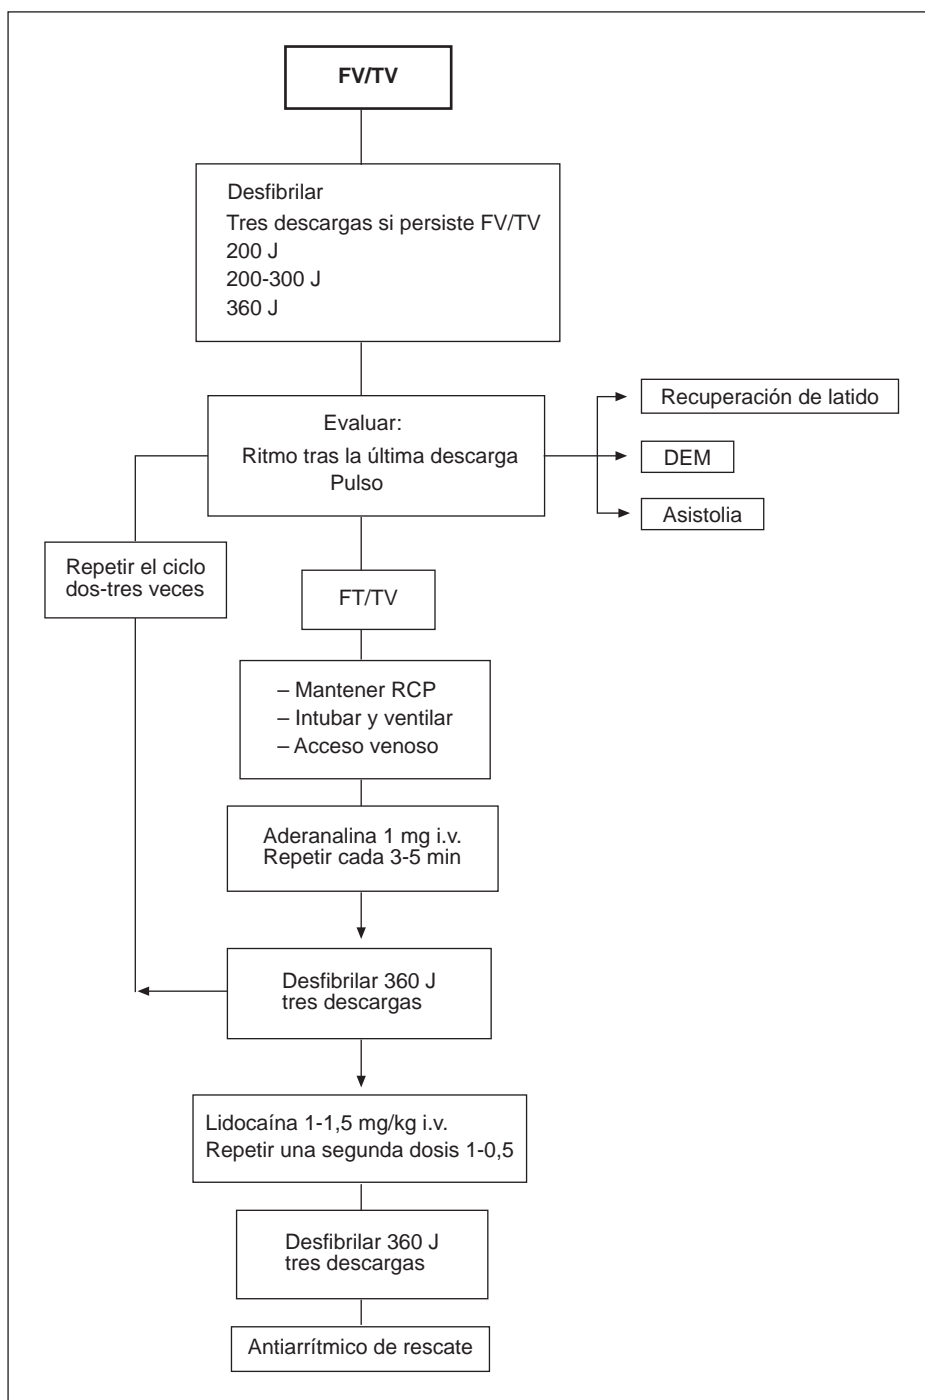 FV/TV
Desfibrilar
Tres descargas si persiste FV/TV
200 J
200-300 J
360 J
Evaluar:
Ritmo tras la última descarga
Pulso
Recuperación de latido
DEM
Asistolia
Repetir el ciclo
dos-tres veces
FT/TV
– Mantener RCP
– Intubar y ventilar
– Acceso venoso
Aderanalina 1 mg i.v.
Repetir cada 3-5 min
Desfibrilar 360 J
tres descargas
Lidocaína 1-1,5 mg/kg i.v.
Repetir una segunda dosis 1-0,5
Desfibrilar 360 J
tres descargas
Antiarrítmico de rescate